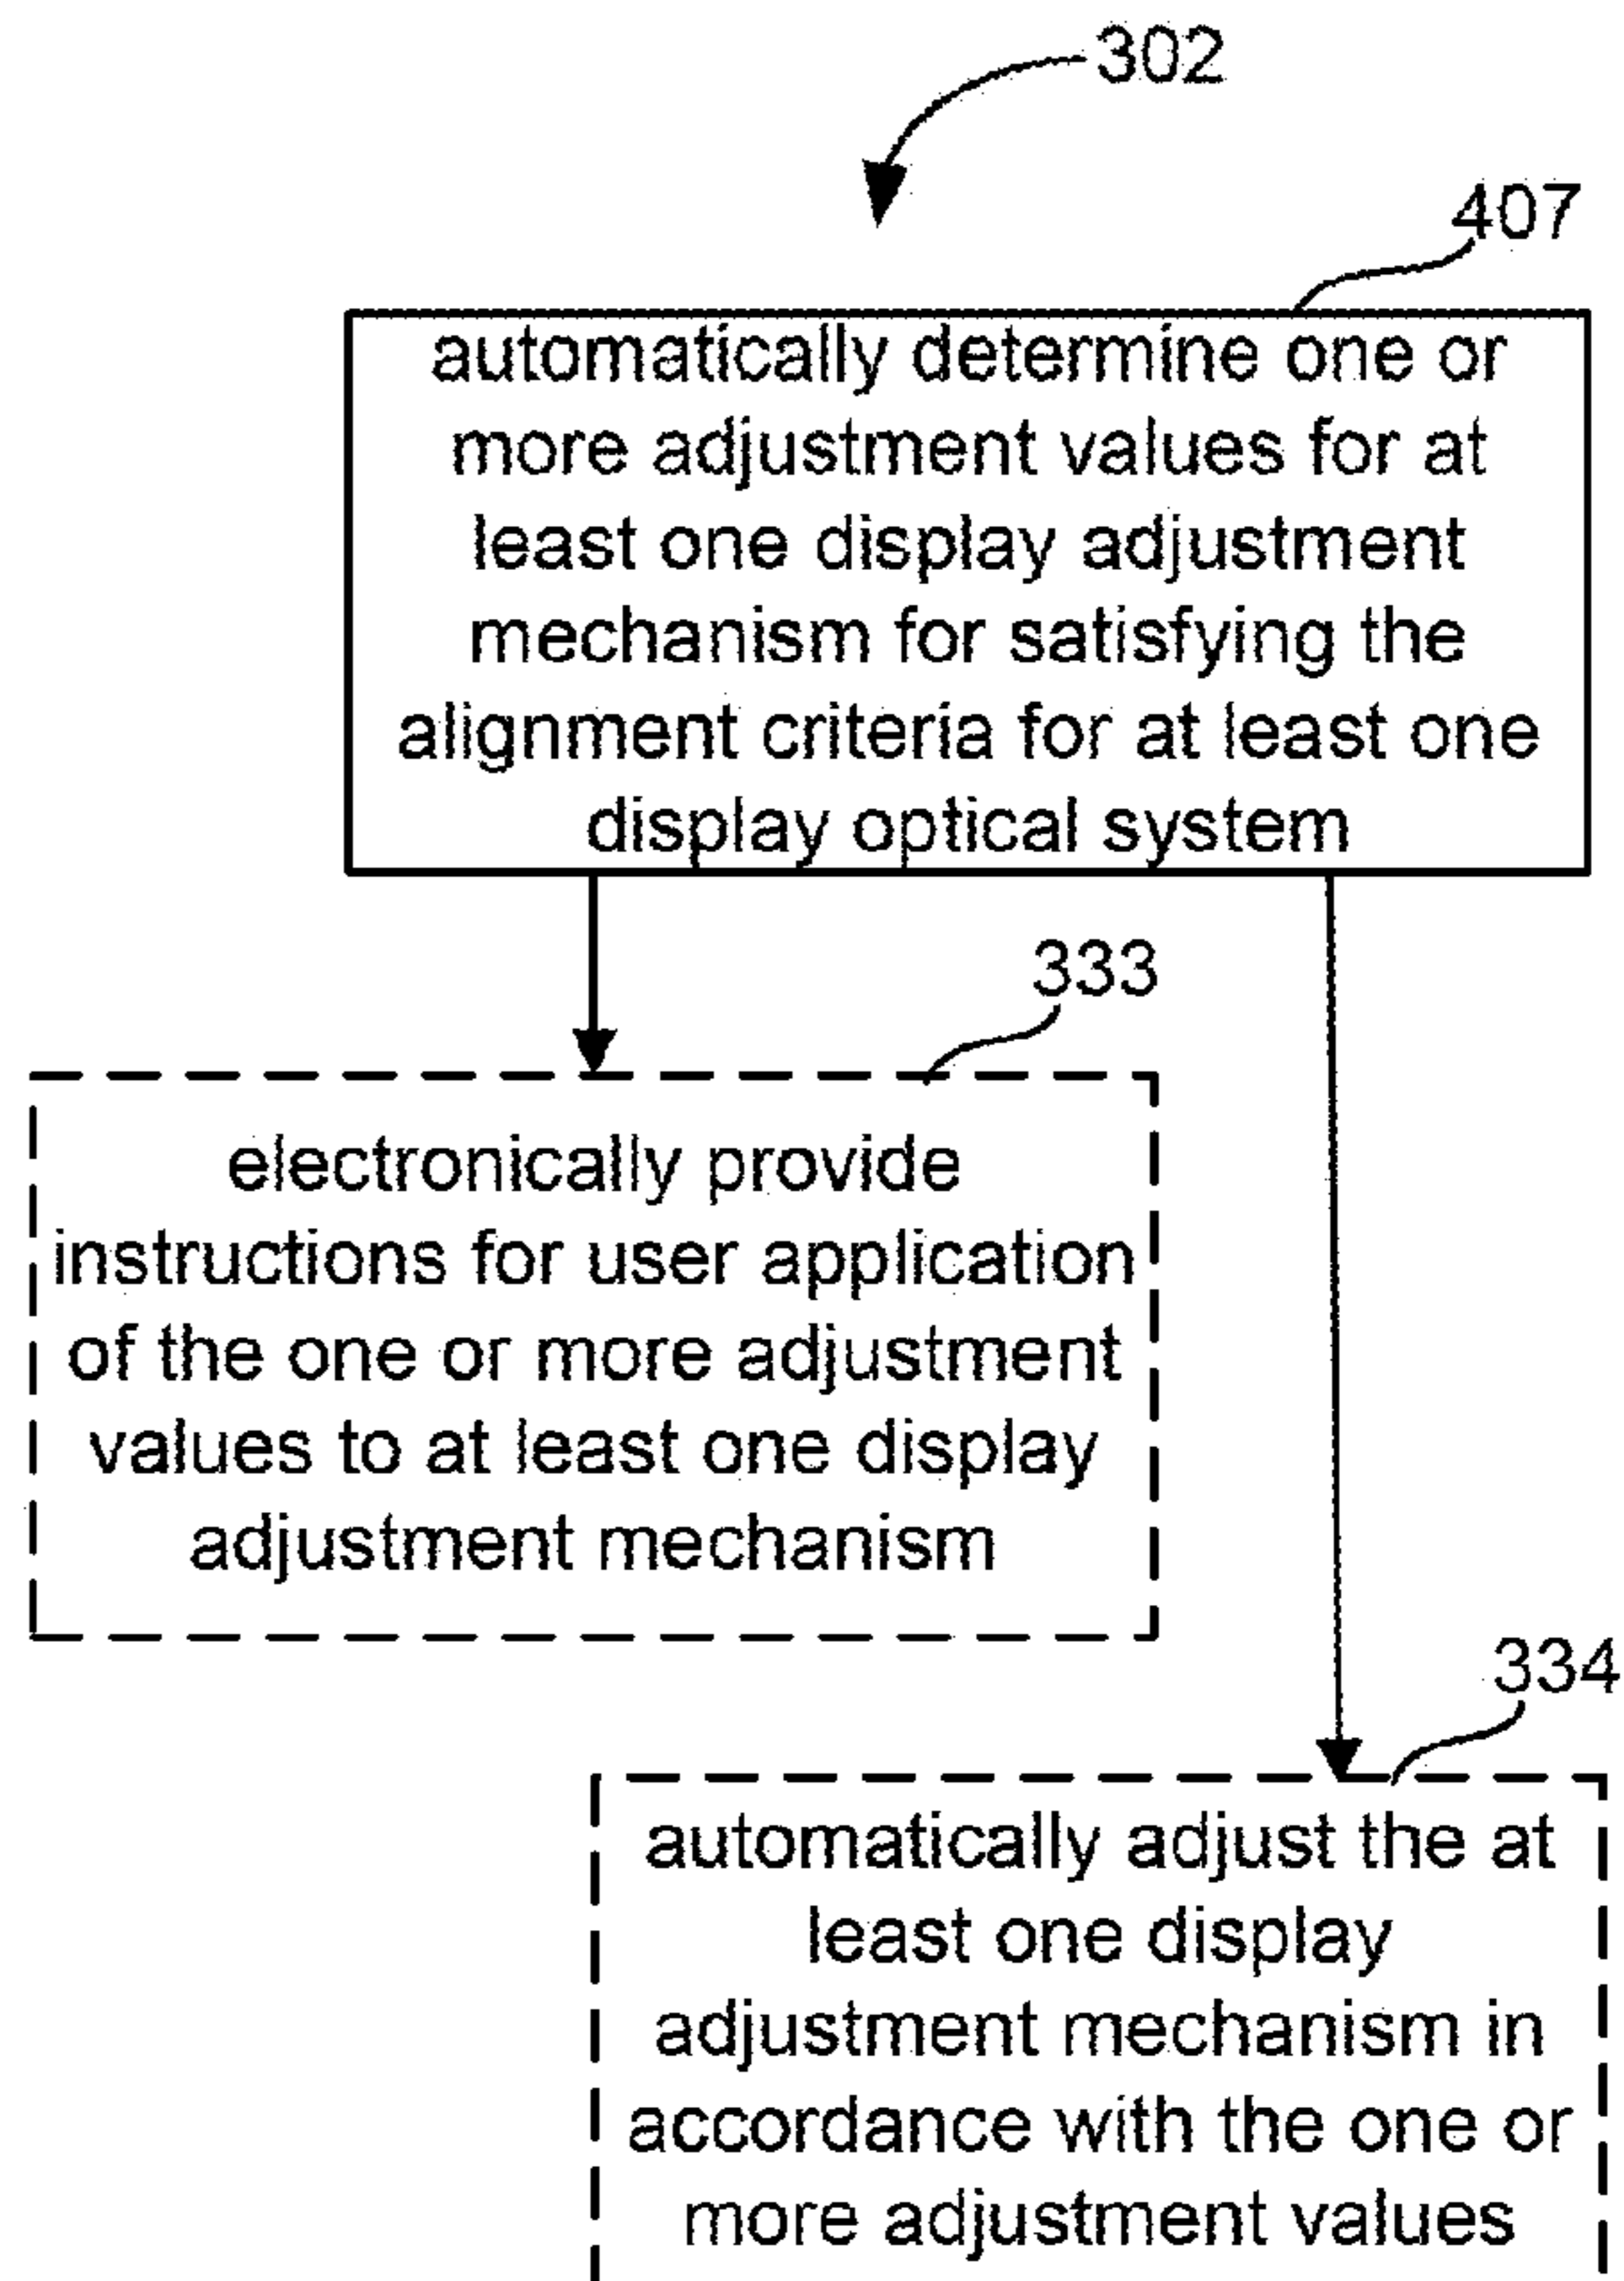 302
407
automatically determine one or
more adjustment values for at
least one display adjustment
mechanism for satisfying the
alignment criteria for at least one
display optical system
333
electronically provide
instructions for user application
of the one or more adjustment
values to at least one display
adjustment mechanism
334
automatically adjust the at
least one display
adjustment mechanism in
accordance with the one or
more adjustment values